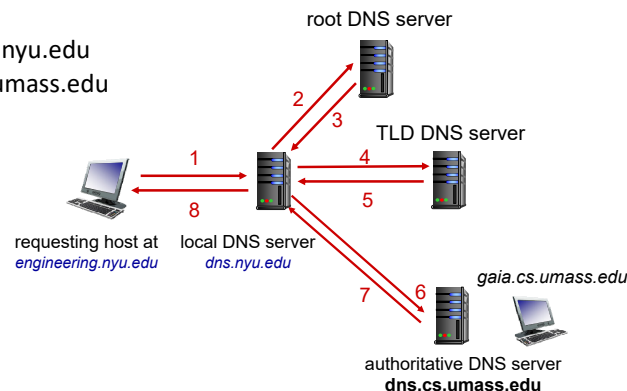 root DNS server
nyu.edu
umass.edu
2
3
TLD DNS server
1
4
8
5
requesting host at
engineering.nyu.edu
local DNS server
dns.nyu.edu
7
6
gaia.cs.umass.edu
authoritative DNS server
dns.cs.umass.edu